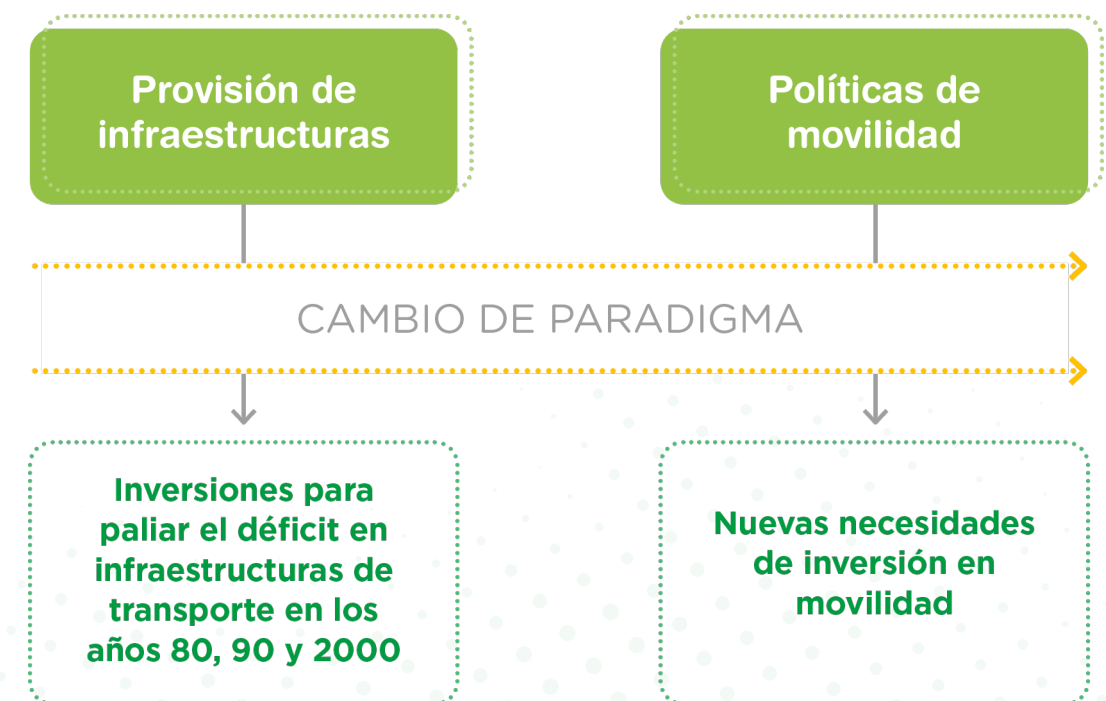 Provisión de
infraestructuras
Políticas de
movilidad
CAMBIO DE PARADIGMA
Inversiones para
paliar el déficit en
infraestructuras de
transporte en los
años 80, 90 y 2000
Nuevas necesidades
de inversión en
movilidad